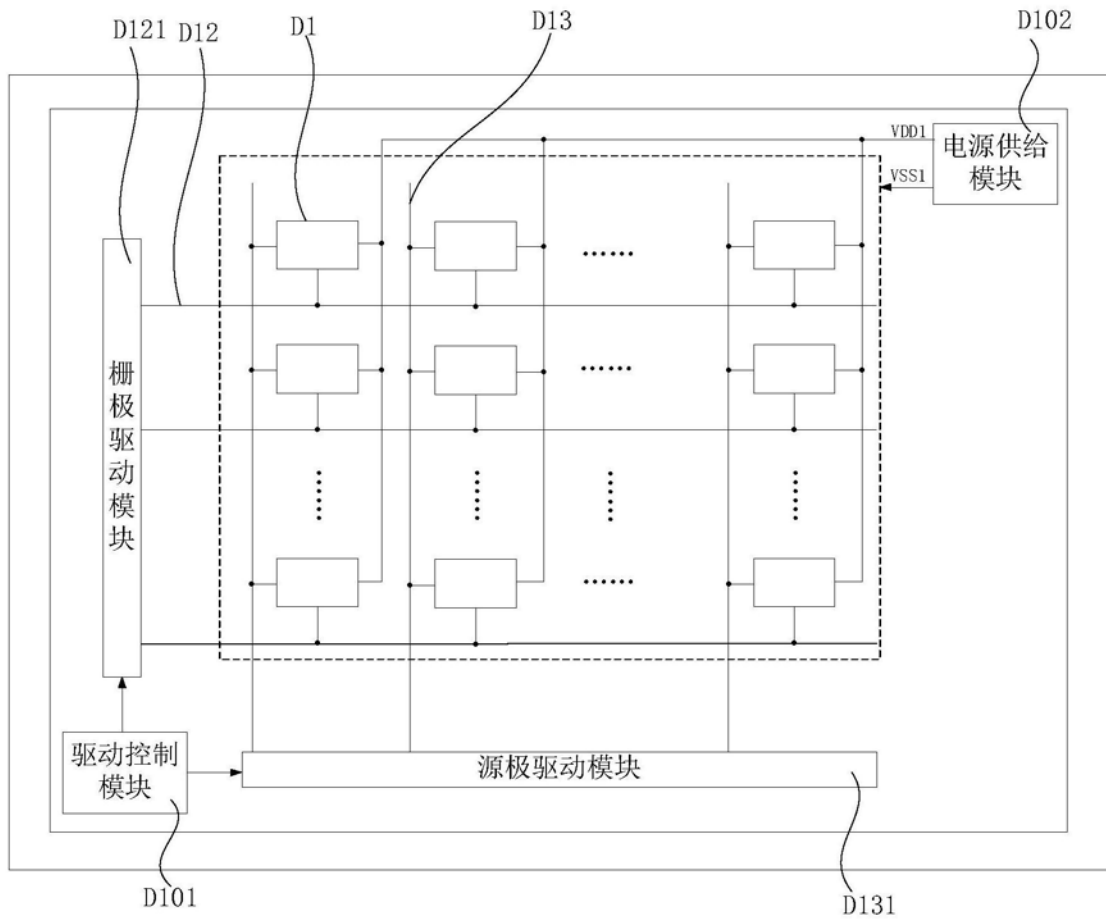 D121
D12
D1
D13
D102
VDD1
电源供给
模块
VSS1
栅极驱动模块
驱动控制
模块
源极驱动模块
D101
D131